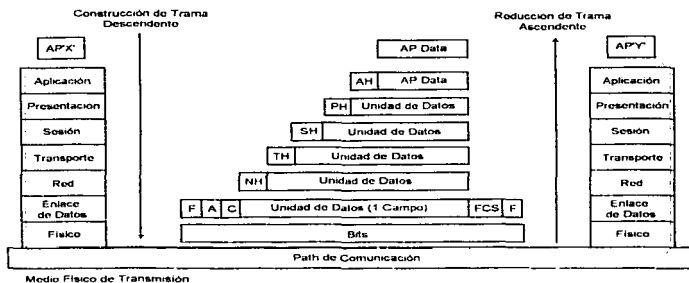 Construcción de Trama
Descendente
Reducción de Trama
Ascendente
AP'X'
AP Data
AP'Y'
Aplicación
AH
AP Data
Aplicación
Presentación
PH
Unidad de Datos
Presentación
Sesión
SH
Unidad de Datos
Sesión
Transporte
TH
Unidad de Datos
Transporte
Red
NH
Unidad de Datos
Red
Enlace
de Datos
F
A
C
Unidad de Datos (1 Campo)
FCS
F
Enlace
de Datos
Físico
Bits
Físico
Path de Comunicación
Medio Físico de Transmisión